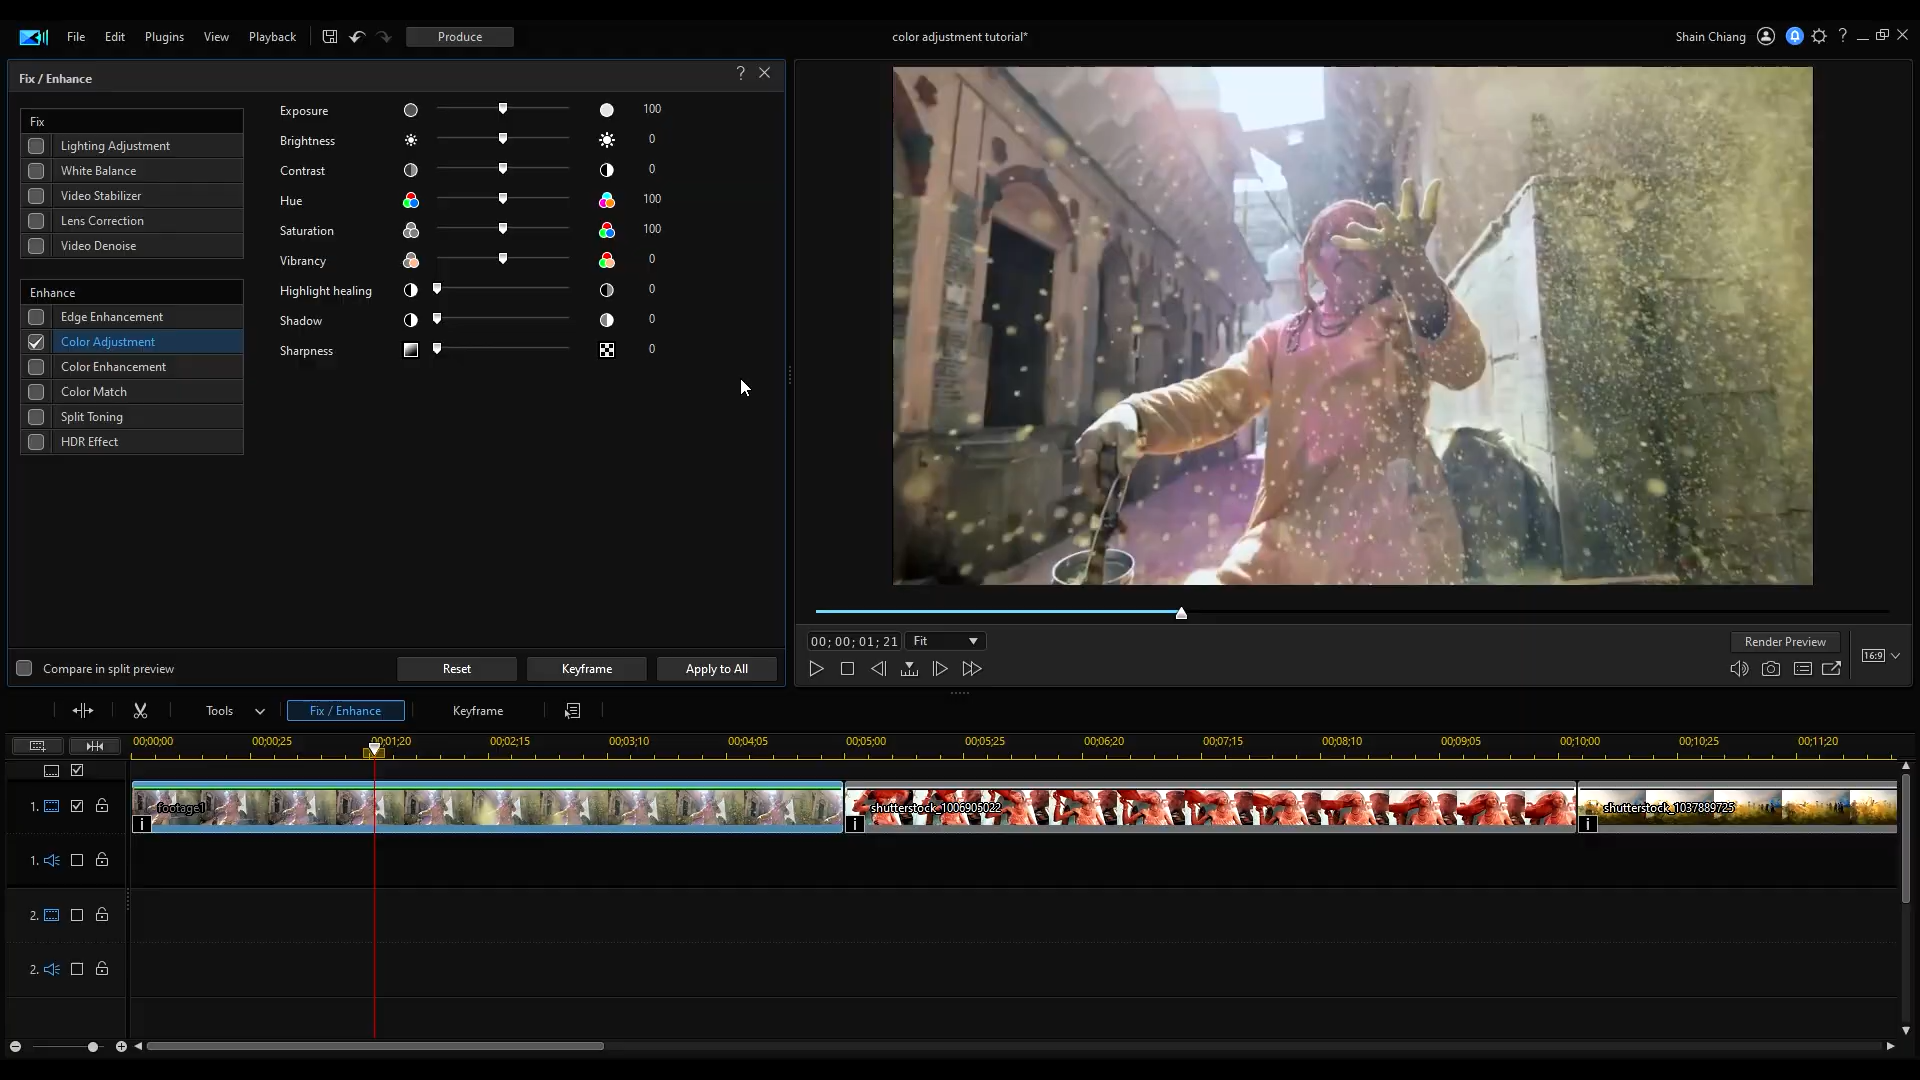 File Edit Plugins View Playback Produce color adjustment tutorial* Shain Chiang ?
Fix / Enhance ?
Fix
Lighting Adjustment
White Balance
Video Stabilizer
Lens Correction
Video Denoise
Enhance
Edge Enhancement
Color Adjustment
Color Enhancement
Color Match
Split Toning
HDR Effect
Exposure 100
Brightness 0
Contrast 0
Hue 100
Saturation 100
Vibrancy 0
Highlight healing 0
Shadow 0
Sharpness 0
Compare in split preview Reset Keyframe Apply to All
00;00;01;21 Fit Render Preview
16:9
Tools Fix / Enhance Keyframe
00;00;00 00;00;25 00;01;20 00;02;15 00;03;10 00;04;05 00;05;00 00;05;25 00;06;20 00;07;15 00;08;10 00;09;05 00;10;00 00;10;25 00;11;20
1. footage1 shutterstock_1006905022 shutterstock_1037889725
i i i
1.
2.
2.